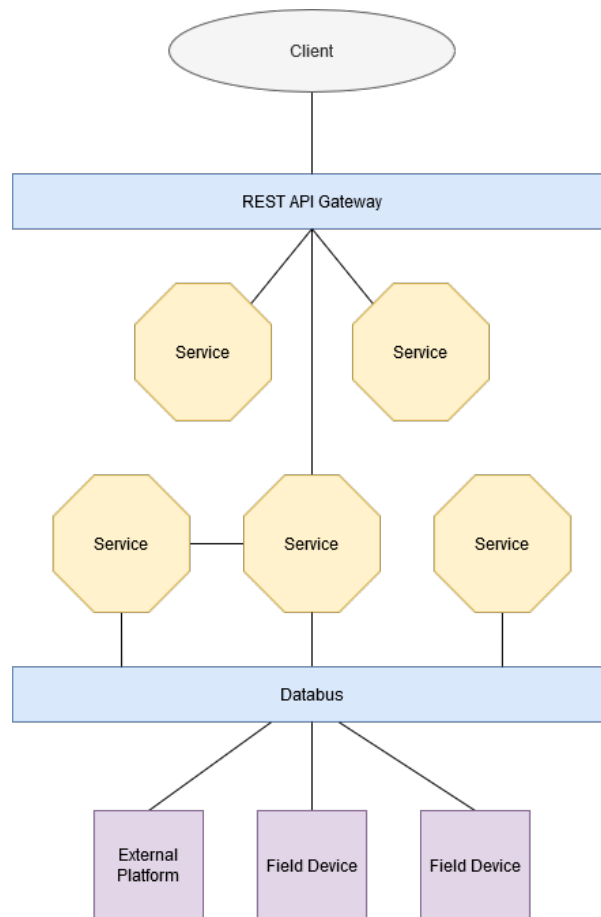 Client
REST API Gateway
Service
Service
Service
Service
Service
Databus
External
Platform
Field Device
Field Device